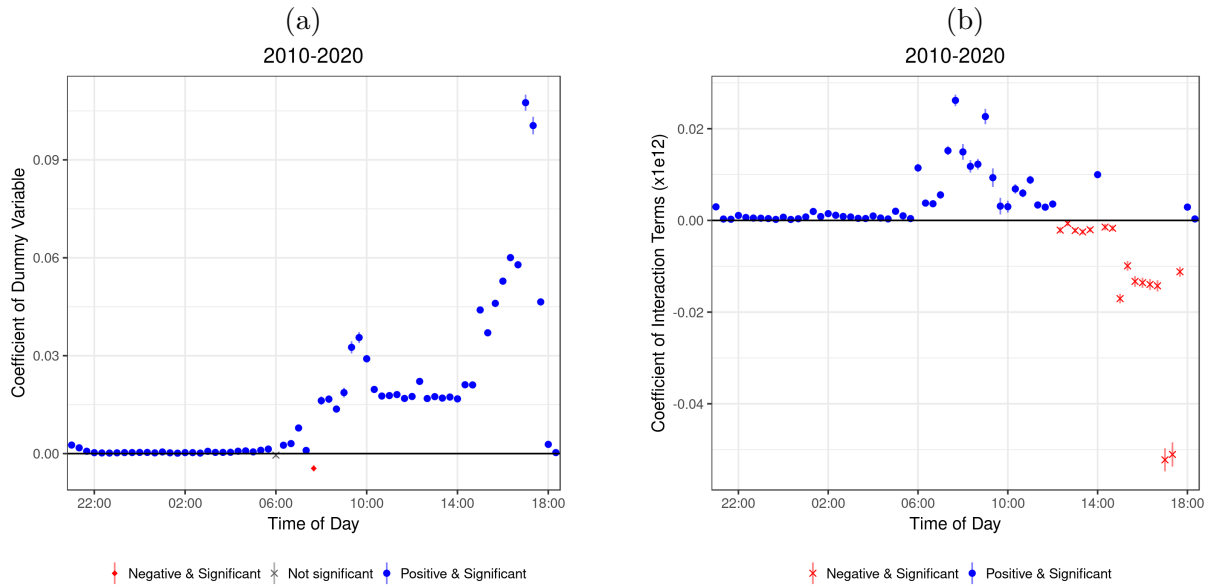 (a)
2010-2020
Coefficient of Dummy Variable
0.09
0.06
0.03
0.00
22:00 02:00 06:00 10:00 14:00 18:00
Time of Day
Negative & Significant Not significant Positive & Significant
(b)
2010-2020
Coefficient of Interaction Terms (x1e12)
0.02
0.00
-0.02
-0.04
22:00 02:00 06:00 10:00 14:00 18:00
Time of Day
Negative & Significant Positive & Significant